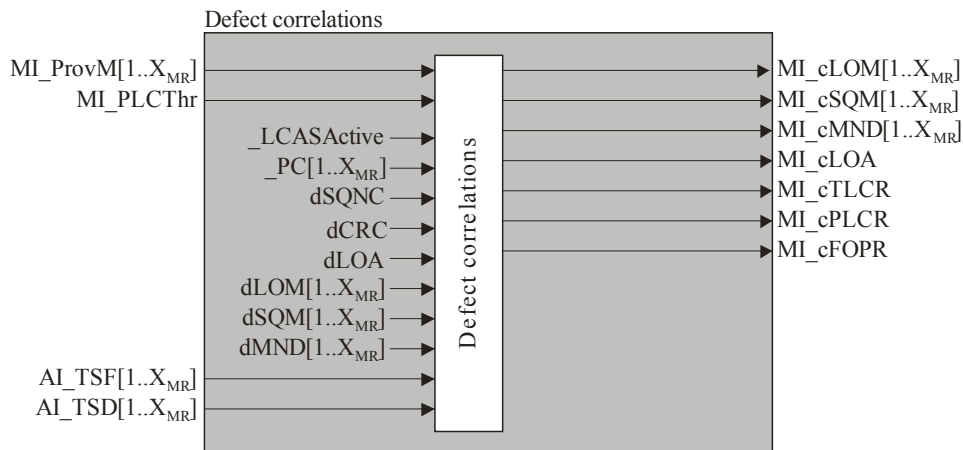 Defect correlations
MI_ProvM[1..X_MR]
MI_PLCThr
_LCASActive
_PC[1..X_MR]
dSQNC
dCRC
dLOA
dLOM[1..X_MR]
dSQM[1..X_MR]
dMND[1..X_MR]
AI_TSF[1..X_MR]
AI_TSD[1..X_MR]
Defect correlations
MI_cLOM[1..X_MR]
MI_cSQM[1..X_MR]
MI_cMND[1..X_MR]
MI_cLOA
MI_cTLCR
MI_cPLCR
MI_cFOPR